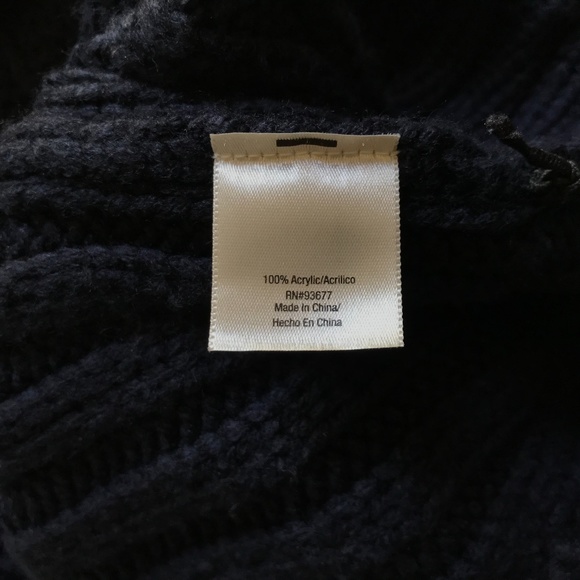 100% Acrylic/Acrilico
RN#93677
Made in China/
Hecho En China